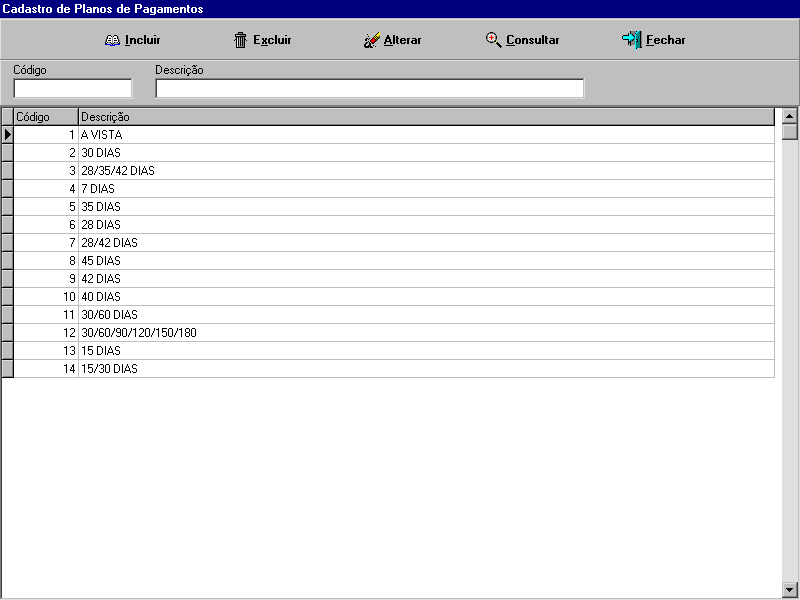 Cadastro de Planos de Pagamentos
Incluir Excluir Alterar Consultar Fechar
Código Descrição
Código Descrição
1 A VISTA
2 30 DIAS
3 28/35/42 DIAS
4 7 DIAS
5 35 DIAS
6 28 DIAS
7 28/42 DIAS
8 45 DIAS
9 42 DIAS
10 40 DIAS
11 30/60 DIAS
12 30/60/90/120/150/180
13 15 DIAS
14 15/30 DIAS